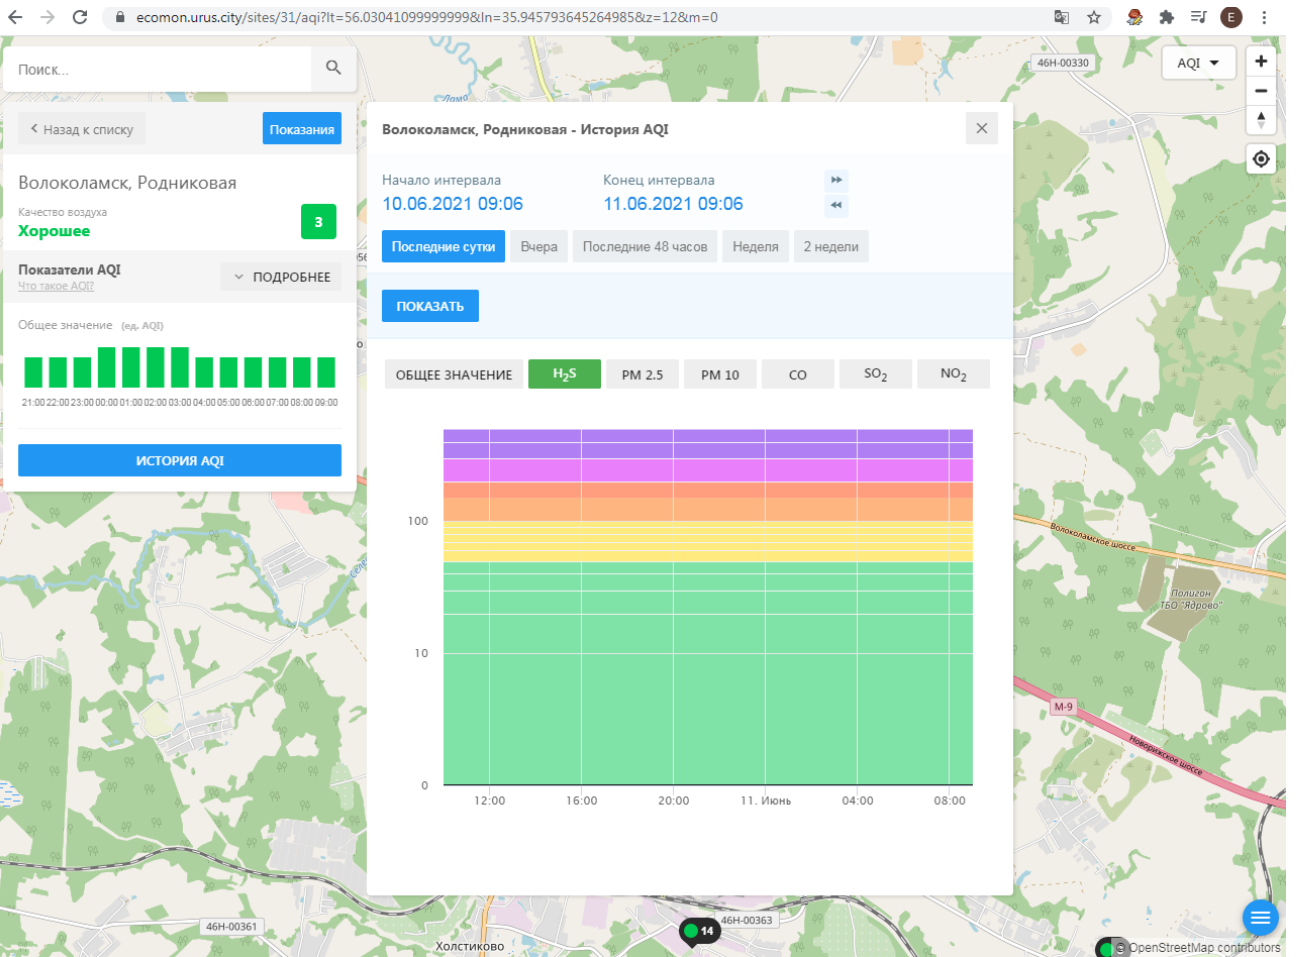 ecomon.urus.city/sites/31/aqi?lt=56.03041099999999&ln=35.945793645264985&z=12&m=0
E
Поиск...
46Н-00330
AQI
Назад к списку
Показания
Волоколамск, Родниковая
Качество воздуха
Хорошее
3
Показатели AQI
Что такое AQI?
ПОДРОБНЕЕ
Общее значение (ед. AQI)
21:00 22:00 23:00 00:00 01:00 02:00 03:00 04:00 05:00 06:00 07:00 08:00 09:00
ИСТОРИЯ AQI
Волоколамск, Родниковая - История AQI
Начало интервала
Конец интервала
10.06.2021 09:06
11.06.2021 09:06
Последние сутки
Вчера
Последние 48 часов
Неделя
2 недели
ПОКАЗАТЬ
ОБЩЕЕ ЗНАЧЕНИЕ
H2S
PM 2.5
PM 10
CO
SO2
NO2
100
10
0
12:00
16:00
20:00
11. Июнь
04:00
08:00
Лама
Волоколамское шоссе
Полигон
ТБО "Ядрово"
М-9
Новорижское шоссе
46Н-00361
46Н-00363
14
Холстиково
© OpenStreetMap contributors